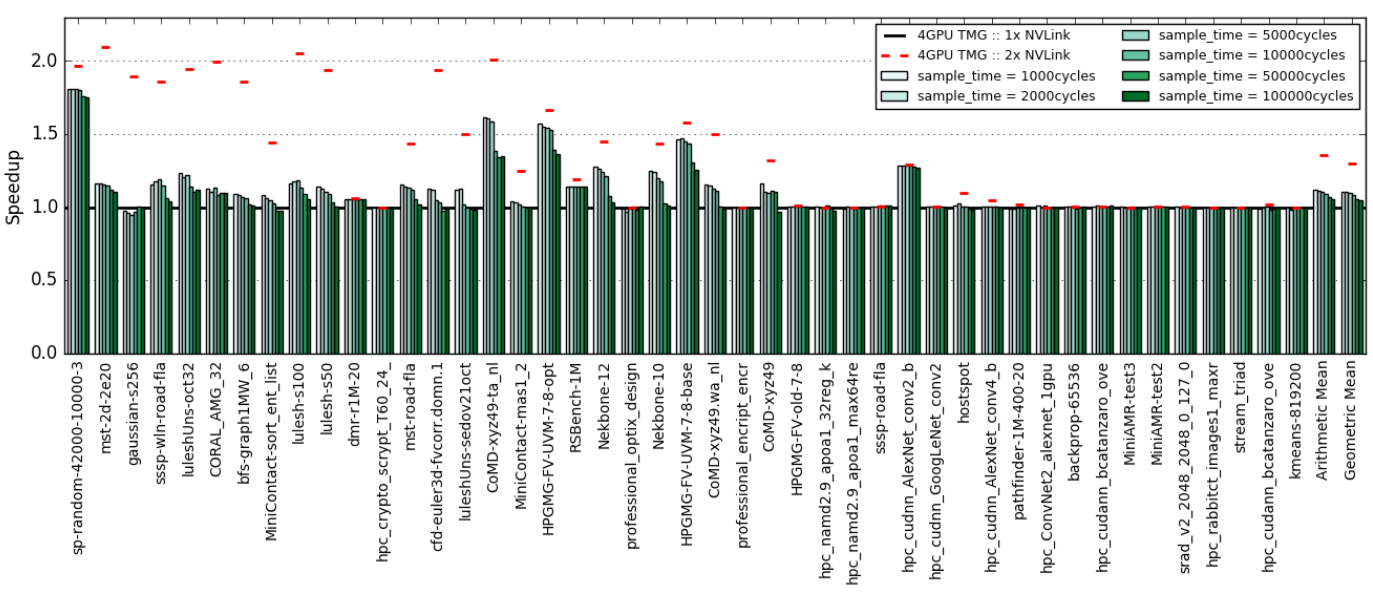 Speedup
2.0
1.5
1.0
0.5
0.0
4GPU TMG :: 1x NVLink
4GPU TMG :: 2x NVLink
sample_time = 1000cycles
sample_time = 2000cycles
sample_time = 5000cycles
sample_time = 10000cycles
sample_time = 50000cycles
sample_time = 100000cycles
sp-random-42000-10000-3
mst-2d-2e20
gaussian-s256
sssp-wln-road-fla
luleshUns-oct32
CORAL_AMG_32
bfs-graph1MW_6
MiniContact-sort_ent_list
lulesh-s100
lulesh-s50
dmr-r1M-20
hpc_crypto_scrypt_T60_24_
mst-road-fla
cfd-euler3d-fvcorr.domn.1
luleshUns-sedov21oct
CoMD-xyz49-ta_nl
MiniContact-mas1_2
HPGMG-FV-UVM-7-8-opt
RSBench-1M
Nekbone-12
professional_optix_design
Nekbone-10
HPGMG-FV-UVM-7-8-base
CoMD-xyz49.wa_nl
professional_encript_encr
CoMD-xyz49
HPGMG-FV-old-7-8
hpc_namd2.9_apoa1_32reg_k
hpc_namd2.9_apoa1_max64re
sssp-road-fla
hpc_cudnn_AlexNet_conv2_b
hpc_cudnn_GoogLeNet_conv2
hostspot
hpc_cudnn_AlexNet_conv4_b
pathfinder-1M-400-20
hpc_ConvNet2_alexnet_1gpu
backprop-65536
hpc_cudann_bcatanzaro_ove
MiniAMR-test3
MiniAMR-test2
srad_v2_2048_2048_0_127_0
hpc_rabbitct_images1_maxr
stream_triad
hpc_cudann_bcatanzaro_ove
kmeans-819200
Arithmetic Mean
Geometric Mean